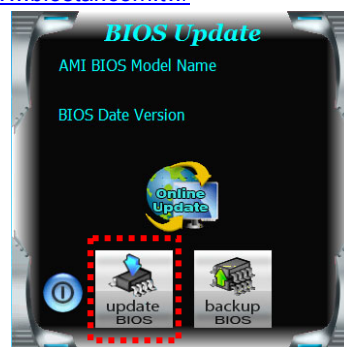 BIOS Update
AMI BIOS Model Name
BIOS Date Version
Online
Update
update
BIOS
backup
BIOS